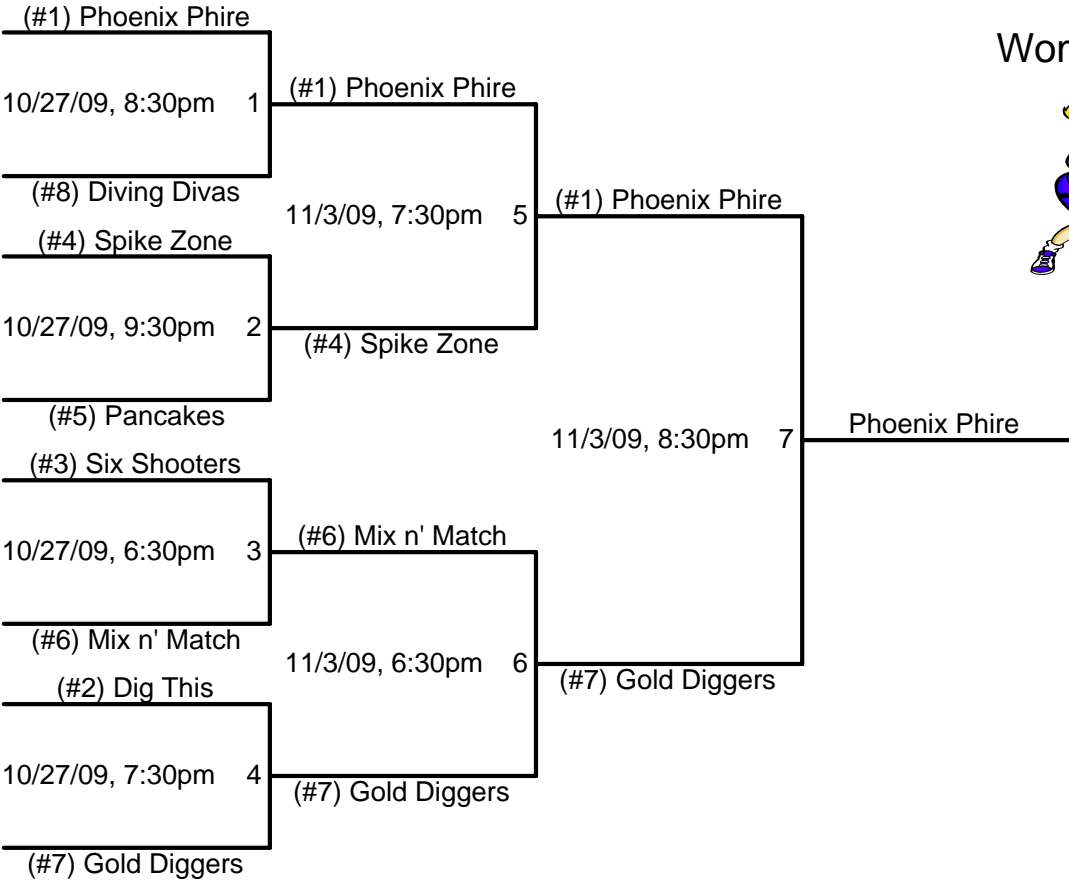 (#1) Phoenix Phire
Wor
10/27/09, 8:30pm 1
(#1) Phoenix Phire
(#8) Diving Divas
11/3/09, 7:30pm 5
(#1) Phoenix Phire
(#4) Spike Zone
10/27/09, 9:30pm 2
(#4) Spike Zone
(#5) Pancakes
11/3/09, 8:30pm 7
Phoenix Phire
(#3) Six Shooters
10/27/09, 6:30pm 3
(#6) Mix n' Match
(#6) Mix n' Match
11/3/09, 6:30pm 6
(#7) Gold Diggers
(#2) Dig This
10/27/09, 7:30pm 4
(#7) Gold Diggers
(#7) Gold Diggers